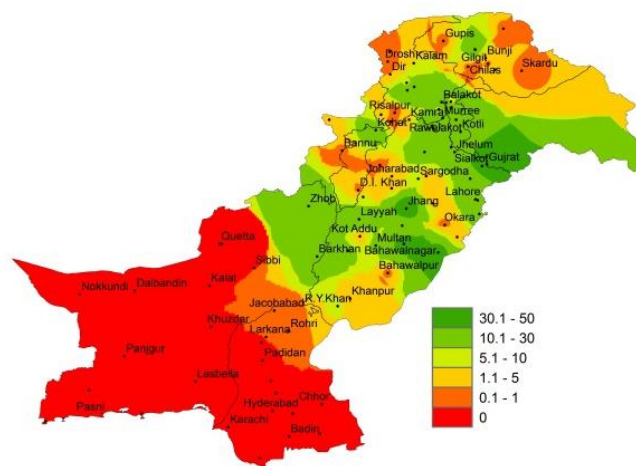 Gupis
Drosh
Kalam
Gilgit
Bunji
Dir
Chilas
Skardu
Balakot
Risalpur
Kamra
Murree
Kohat
Rawalakot
Kotli
Bannu
Jhelum
Sialkot
Gujrat
Joharabad
Sargodha
D.I. Khan
Lahore
Zhob
Layyah
Jhang
Okara
Kot Addu
Quetta
Multan
Barkhan
Bahawalnagar
Sibbi
Bahawalpur
Kalat
Nokkundi
Dalbandin
Khanpur
R.Y.Khan
Jacobabad
Khuzdar
Rohri
Larkana
Panjgur
Padidan
Lasbella
Pasni
Hyderabad
Chhor
Karachi
Badin
30.1 - 50
10.1 - 30
5.1 - 10
1.1 - 5
0.1 - 1
0